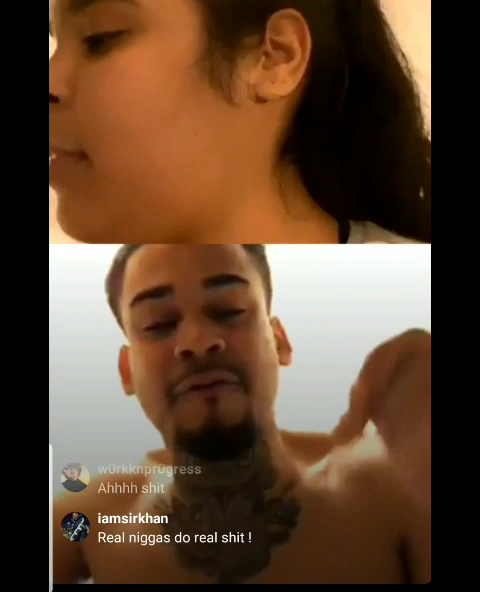 w0rkknpr0gress
Ahhhh shit
iamsirkhan
Real niggas do real shit !